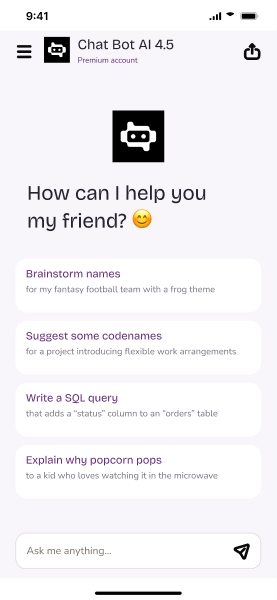 9:41
Chat Bot AI 4.5
Premium account
How can I help you
my friend? 😊
Brainstorm names
for my fantasy football team with a frog theme
Suggest some codenames
for a project introducing flexible work arrangements
Write a SQL query
that adds a “status” column to an “orders” table
Explain why popcorn pops
to a kid who loves watching it in the microwave
Ask me anything...